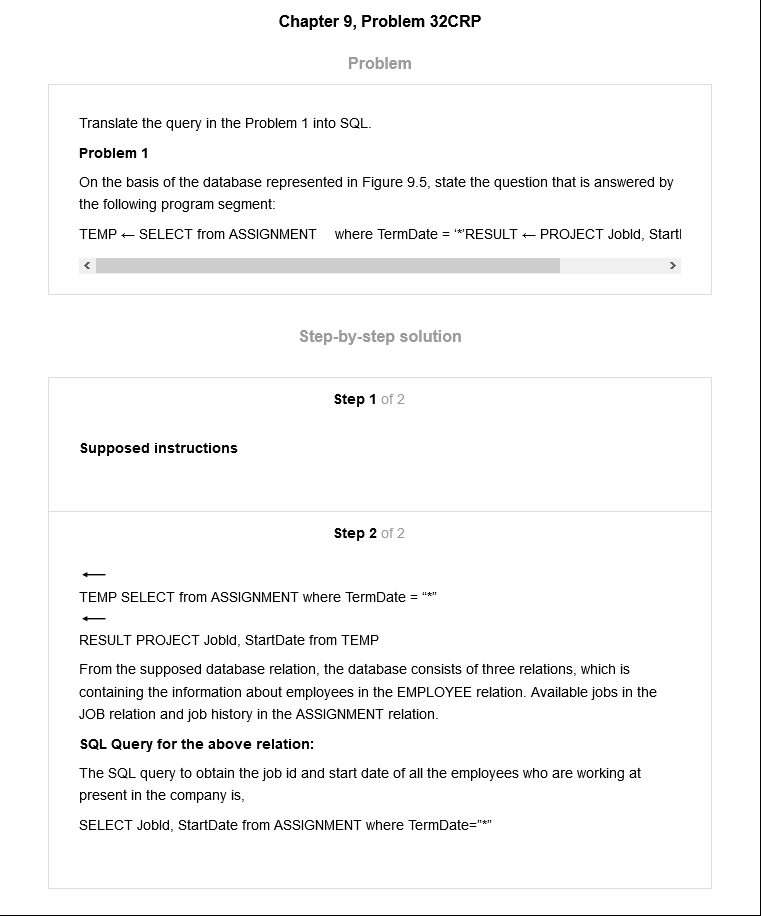 Chapter 9, Problem 32CRP
Problem
Translate the query in the Problem 1 into SQL.
Problem 1
On the basis of the database represented in Figure 9.5, state the question that is answered by
the following program segment:
TEMP ← SELECT from ASSIGNMENT where TermDate = ‘*’RESULT ← PROJECT JobId, Start
Step-by-step solution
Step 1 of 2
Supposed instructions
Step 2 of 2
←
TEMP SELECT from ASSIGNMENT where TermDate = “*”
←
RESULT PROJECT JobId, StartDate from TEMP
From the supposed database relation, the database consists of three relations, which is
containing the information about employees in the EMPLOYEE relation. Available jobs in the
JOB relation and job history in the ASSIGNMENT relation.
SQL Query for the above relation:
The SQL query to obtain the job id and start date of all the employees who are working at
present in the company is,
SELECT JobId, StartDate from ASSIGNMENT where TermDate=”*”